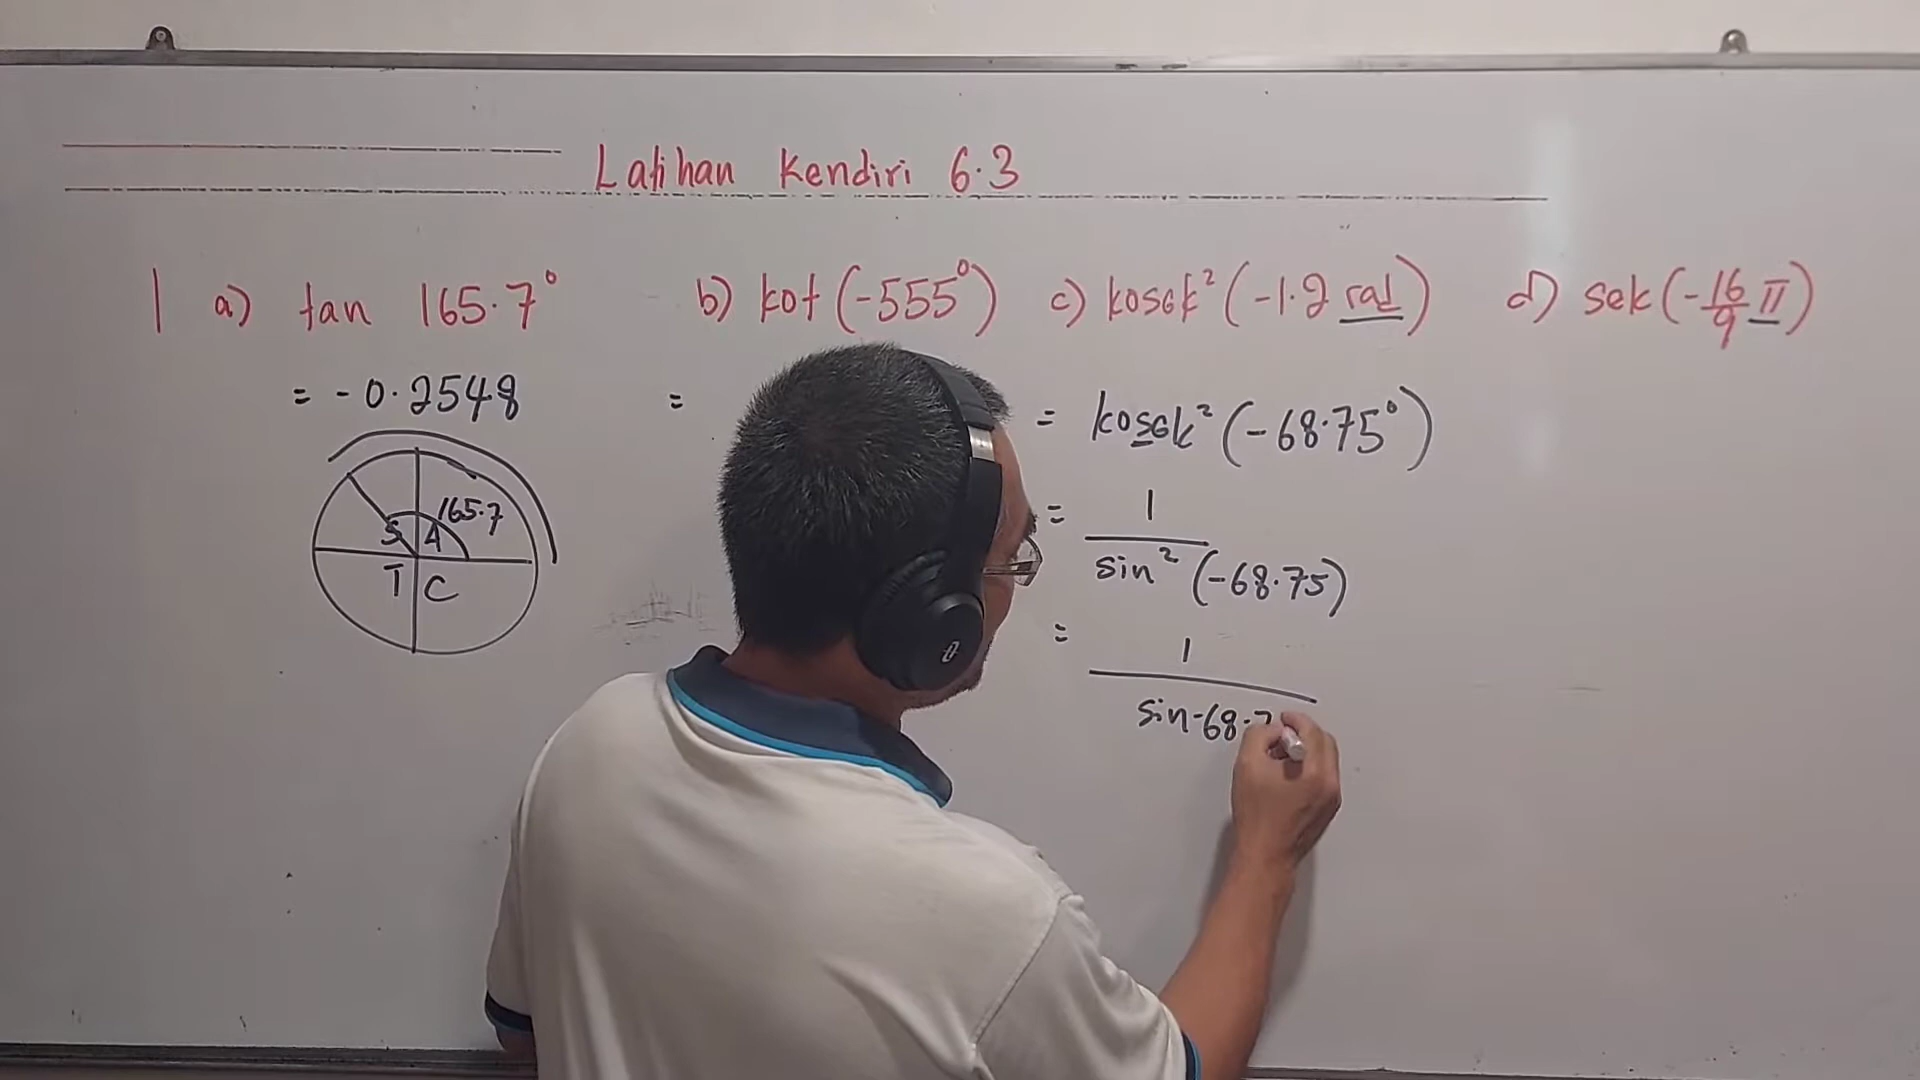 Latihan Kendiri 6.3
1 a) tan 165.7° b) kot (-555°) c) kosek² (-1.2 rad) d) sek (-16/9 π)
= -0.2548
165.7
S A
T C
=
= kosek² (-68.75°)
= 1 / sin² (-68.75)
= 1 / sin-68.7